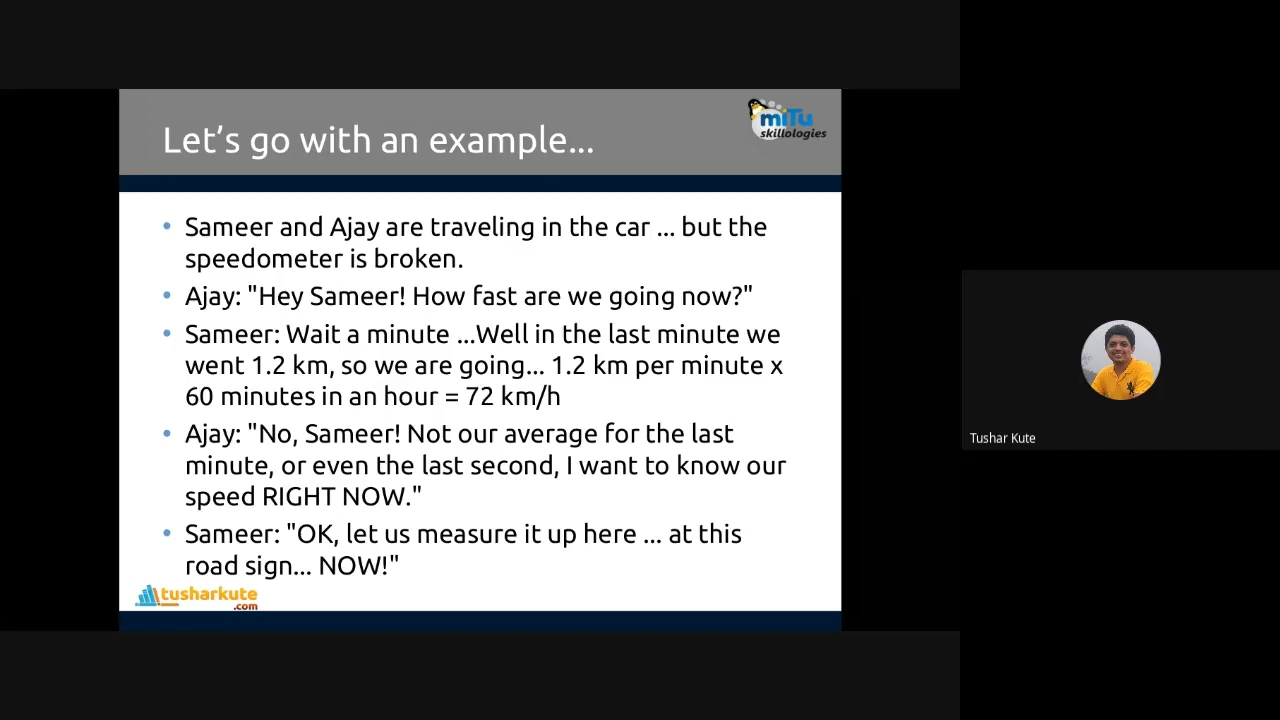 Let's go with an example...
miTu
skillologies
• Sameer and Ajay are traveling in the car ... but the
speedometer is broken.
• Ajay: "Hey Sameer! How fast are we going now?"
• Sameer: Wait a minute ...Well in the last minute we
went 1.2 km, so we are going... 1.2 km per minute x
60 minutes in an hour = 72 km/h
• Ajay: "No, Sameer! Not our average for the last
minute, or even the last second, I want to know our
speed RIGHT NOW."
• Sameer: "OK, let us measure it up here ... at this
road sign... NOW!"
tusharkute
.com
Tushar Kute